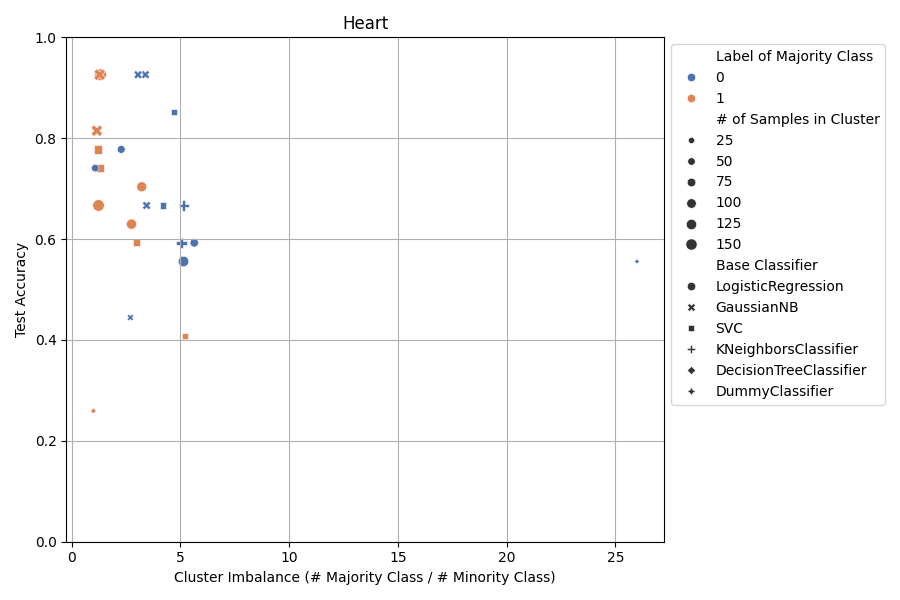 Heart
1.0
0.8
0.6
0.4
0.2
0.0
Test Accuracy
0
5
10
15
20
25
Cluster Imbalance (# Majority Class / # Minority Class)
Label of Majority Class
0
1
# of Samples in Cluster
25
50
75
100
125
150
Base Classifier
LogisticRegression
GaussianNB
SVC
KNeighborsClassifier
DecisionTreeClassifier
DummyClassifier